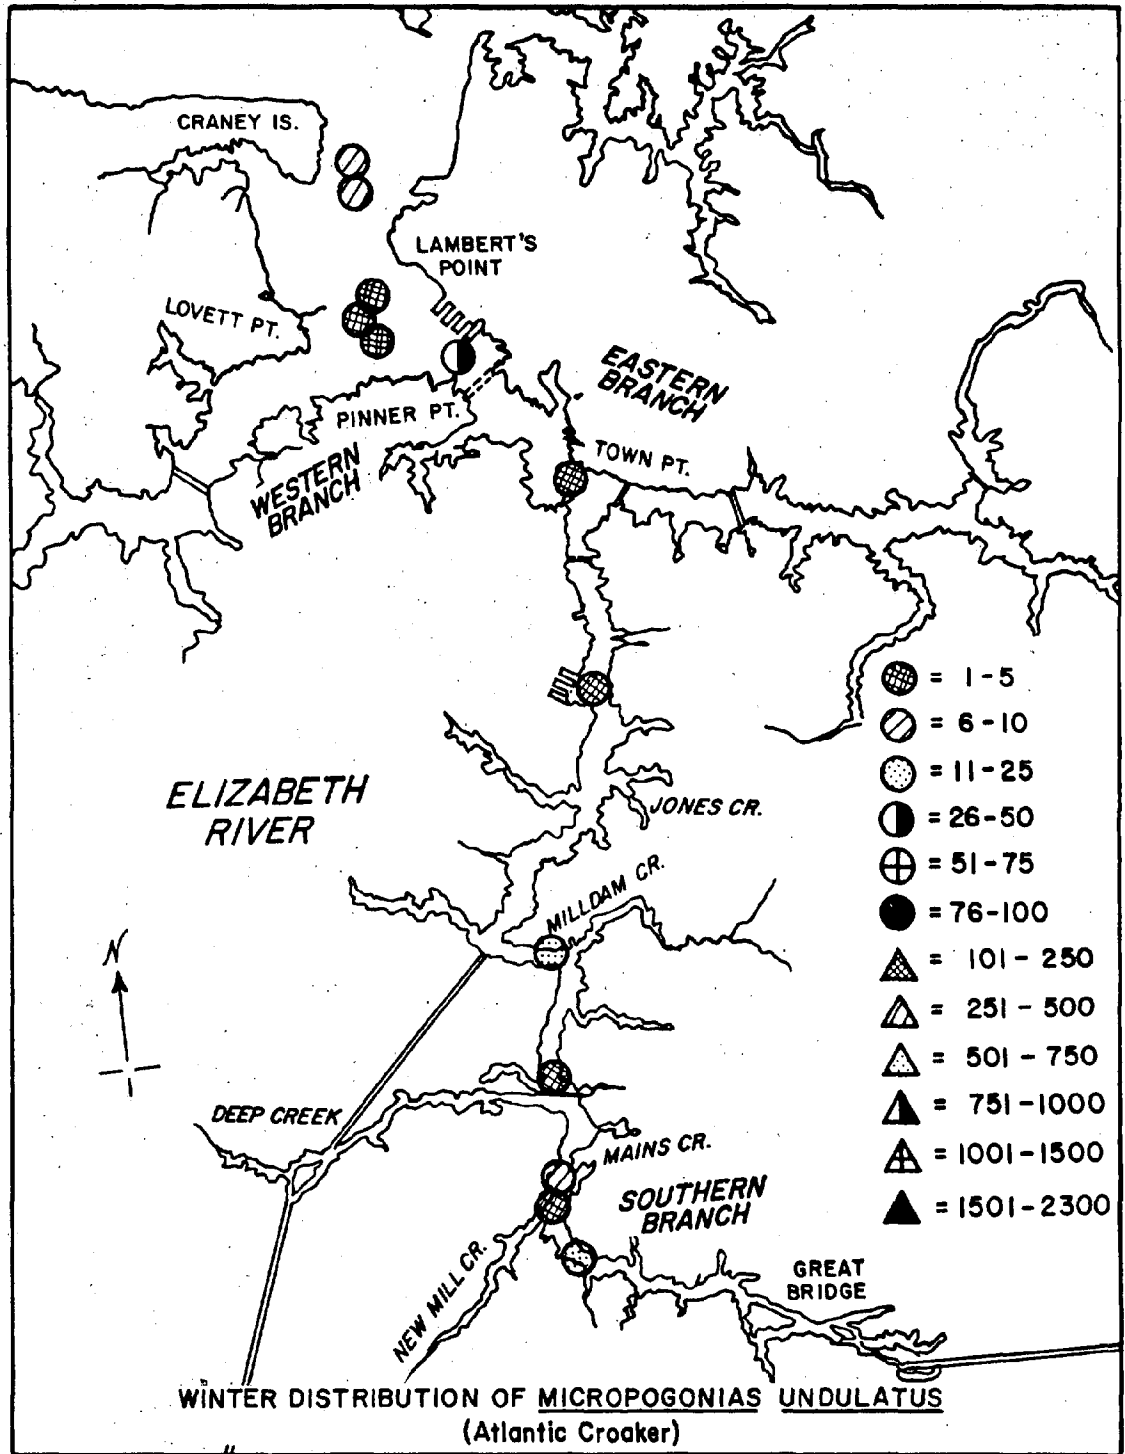 CRANEY IS.
LAMBERT'S
POINT
LOVETT PT.
EASTERN
BRANCH
PINNER PT.
TOWN PT.
WESTERN
BRANCH
= 1-5
= 6-10
= 11-25
= 26-50
= 51-75
= 76-100
= 101-250
= 251-500
= 501-750
= 751-1000
= 1001-1500
= 1501-2300
ELIZABETH
RIVER
JONES CR.
MILLDAM CR.
N
DEEP CREEK
MAINS CR.
SOUTHERN
BRANCH
NEW MILL CR.
GREAT
BRIDGE
WINTER DISTRIBUTION OF MICROPOGONIAS UNDULATUS
(Atlantic Croaker)